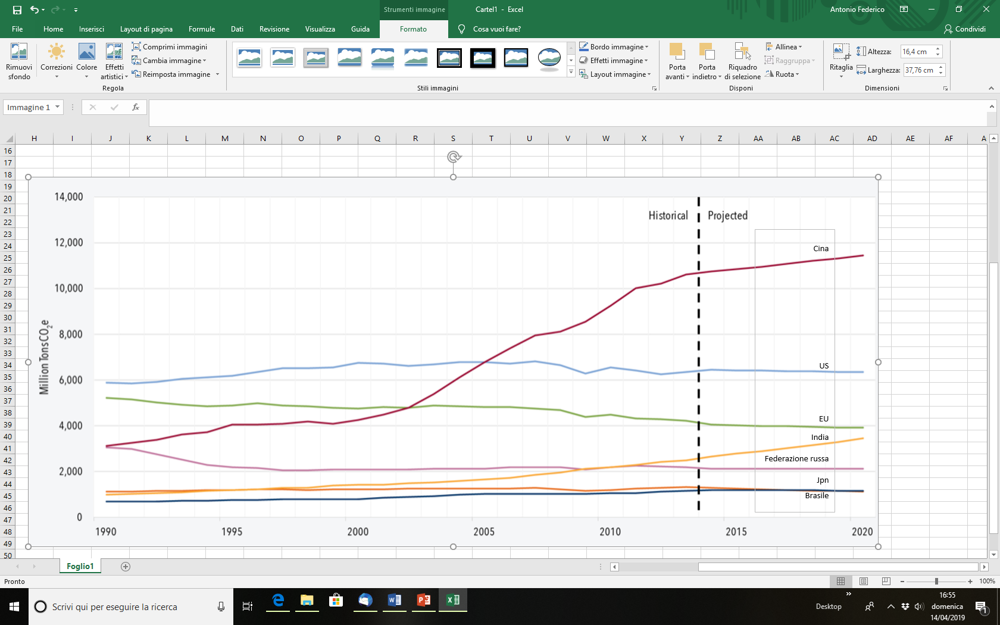 Strumenti immagine
Cartel1 - Excel
Antonio Federico
File
Home
Inserisci
Layout di pagina
Formule
Dati
Revisione
Visualizza
Guida
Formato
Cosa vuoi fare?
Condividi
Rimuovi sfondo
Correzioni
Colore
Effetti artistici
Comprimi immagini
Cambia immagine
Reimposta immagine
Regola
Stili immagini
Bordo immagine
Effetti immagine
Layout immagine
Porta avanti
Porta indietro
Riquadro di selezione
Allinea
Raggruppa
Ruota
Disponi
Ritaglia
Altezza: 16,4 cm
Larghezza: 37,76 cm
Dimensioni
Immagine 1
fx
H I J K L M N O P Q R S T U V W X Y Z AA AB AC AD AE AF A
16
17
18
19
20
21
22
23
24
25
26
27
28
29
30
31
32
33
34
35
36
37
38
39
40
41
42
43
44
45
46
47
48
49
50
Million Tons CO2e
14,000
12,000
10,000
8,000
6,000
4,000
2,000
0
Historical
Projected
Cina
US
EU
India
Federazione russa
Jpn
Brasile
1990 1995 2000 2005 2010 2015 2020
Foglio1
Pronto
100%
Scrivi qui per eseguire la ricerca
Desktop
16:55
domenica
14/04/2019
1